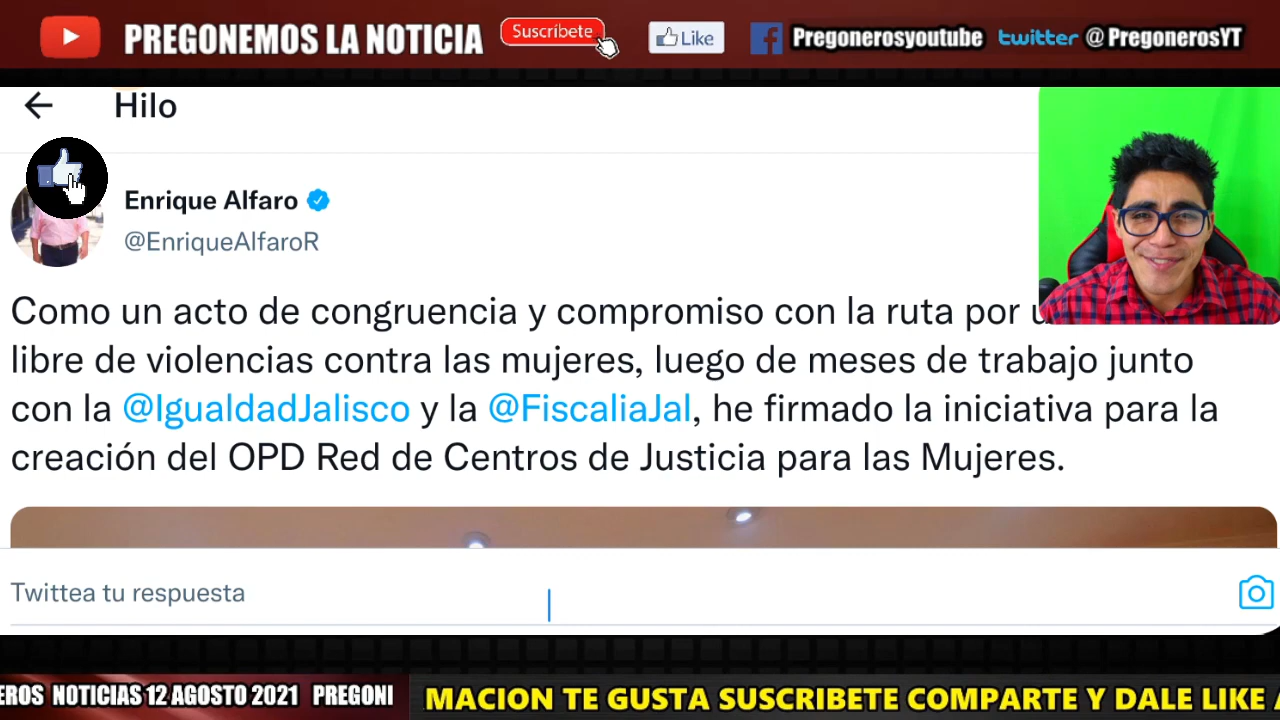 PREGONEMOS LA NOTICIA Suscríbete Like Pregonerosyoutube twitter @PregonerosYT
Hilo
Enrique Alfaro
@EnriqueAlfaroR
Como un acto de congruencia y compromiso con la ruta por
libre de violencias contra las mujeres, luego de meses de trabajo junto
con la @IgualdadJalisco y la @FiscaliaJal, he firmado la iniciativa para la
creación del OPD Red de Centros de Justicia para las Mujeres.
Twittea tu respuesta
EROS NOTICIAS 12 AGOSTO 2021 PREGONI
MACION TE GUSTA SUSCRIBETE COMPARTE Y DALE LIKE